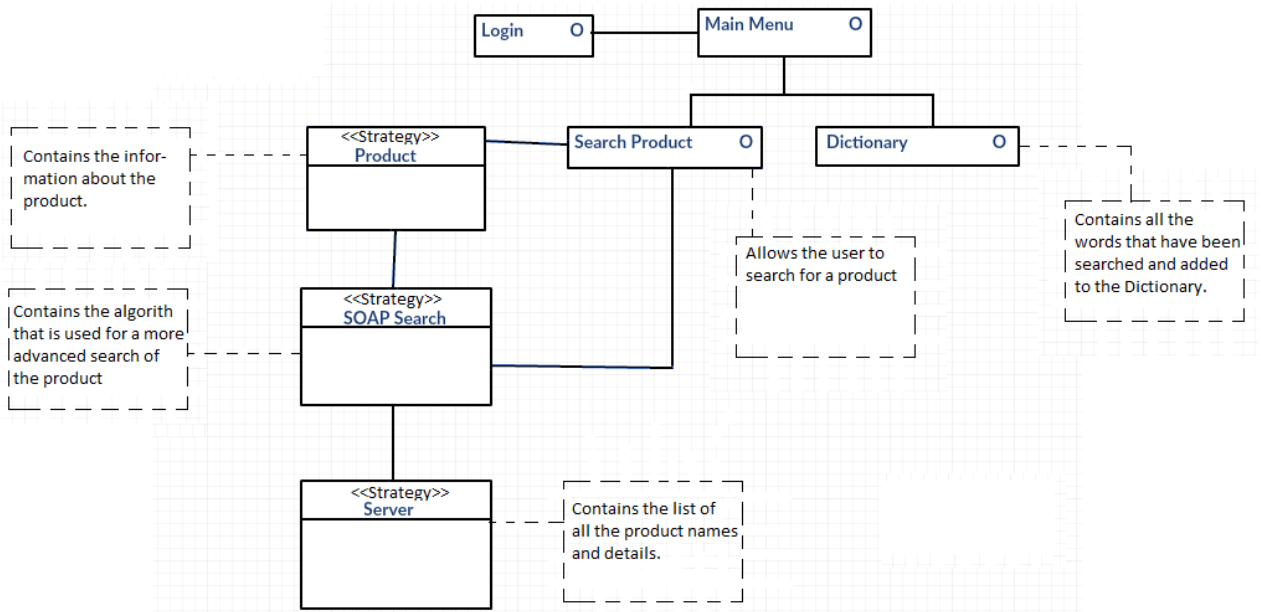 Login O
Main Menu O
<<Strategy>>
Product
Search Product O
Dictionary O
Contains the infor-
mation about the
product.
Contains all the
words that have been
searched and added
to the Dictionary.
Allows the user to
search for a product
<<Strategy>>
SOAP Search
Contains the algorith
that is used for a more
advanced search of
the product
<<Strategy>>
Server
Contains the list of
all the product names
and details.